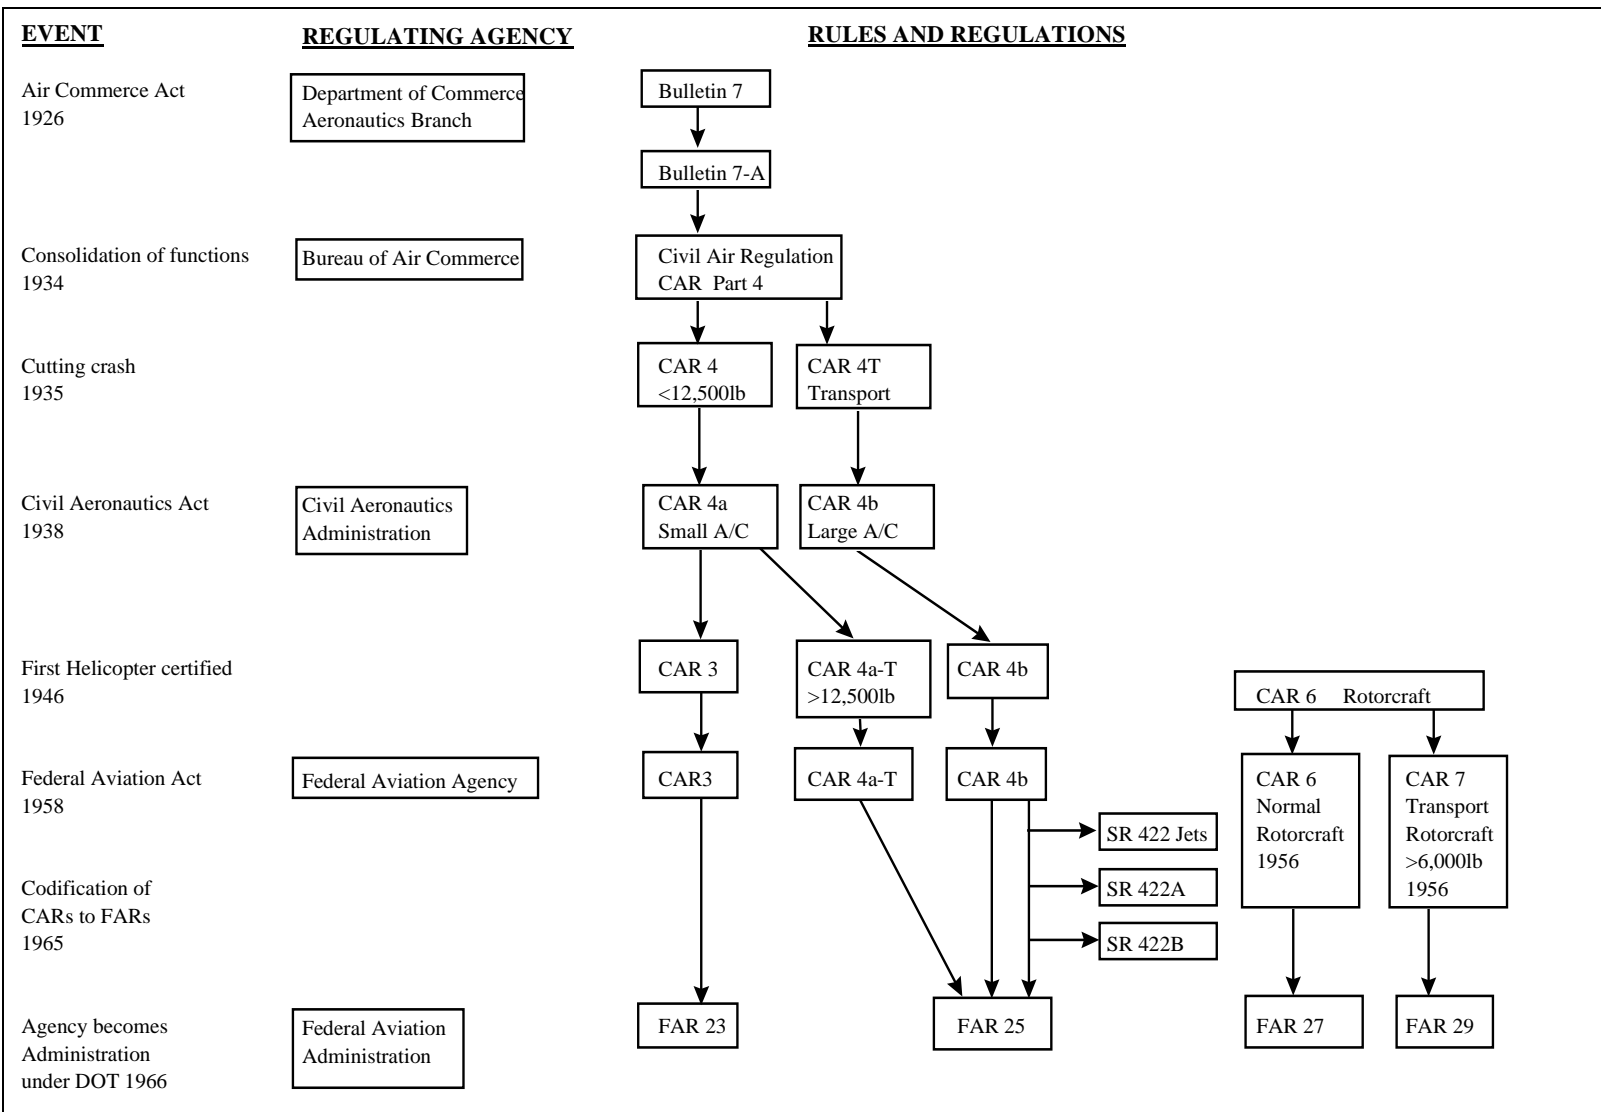 EVENT
REGULATING AGENCY
RULES AND REGULATIONS
Air Commerce Act
1926
Department of Commerce
Aeronautics Branch
Bulletin 7
Bulletin 7-A
Consolidation of functions
1934
Bureau of Air Commerce
Civil Air Regulation
CAR Part 4
Cutting crash
1935
CAR 4
<12,500lb
CAR 4T
Transport
Civil Aeronautics Act
1938
Civil Aeronautics
Administration
CAR 4a
Small A/C
CAR 4b
Large A/C
First Helicopter certified
1946
CAR 3
CAR 4a-T
>12,500lb
CAR 4b
CAR 6 Rotorcraft
Federal Aviation Act
1958
Federal Aviation Agency
CAR3
CAR 4a-T
CAR 4b
SR 422 Jets
SR 422A
SR 422B
CAR 6
Normal
Rotorcraft
1956
CAR 7
Transport
Rotorcraft
>6,000lb
1956
Codification of
CARs to FARs
1965
Agency becomes
Administration
under DOT 1966
Federal Aviation
Administration
FAR 23
FAR 25
FAR 27
FAR 29